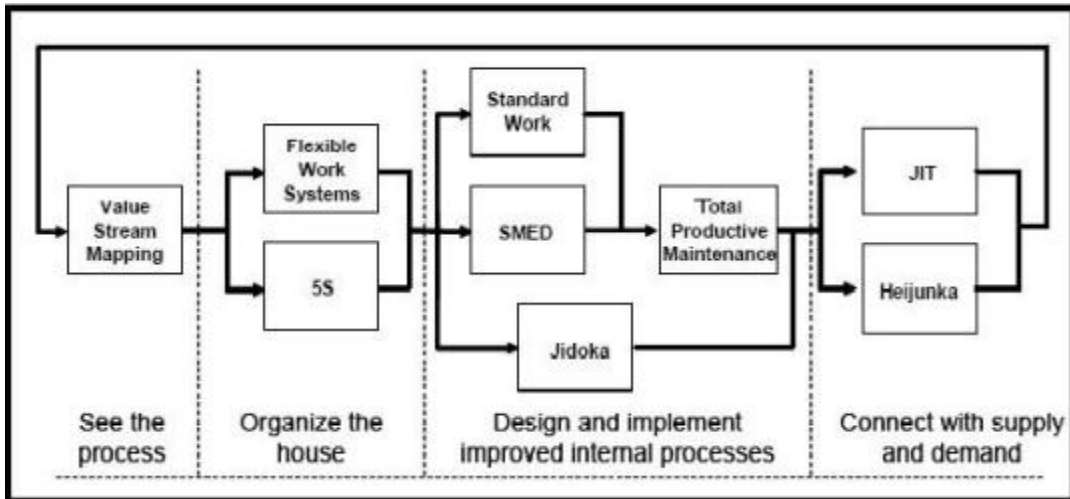 Value
Stream
Mapping
Flexible
Work
Systems
5S
Standard
Work
SMED
Jidoka
Total
Productive
Maintenance
JIT
Heijunka
See the
process
Organize the
house
Design and implement
improved internal processes
Connect with supply
and demand